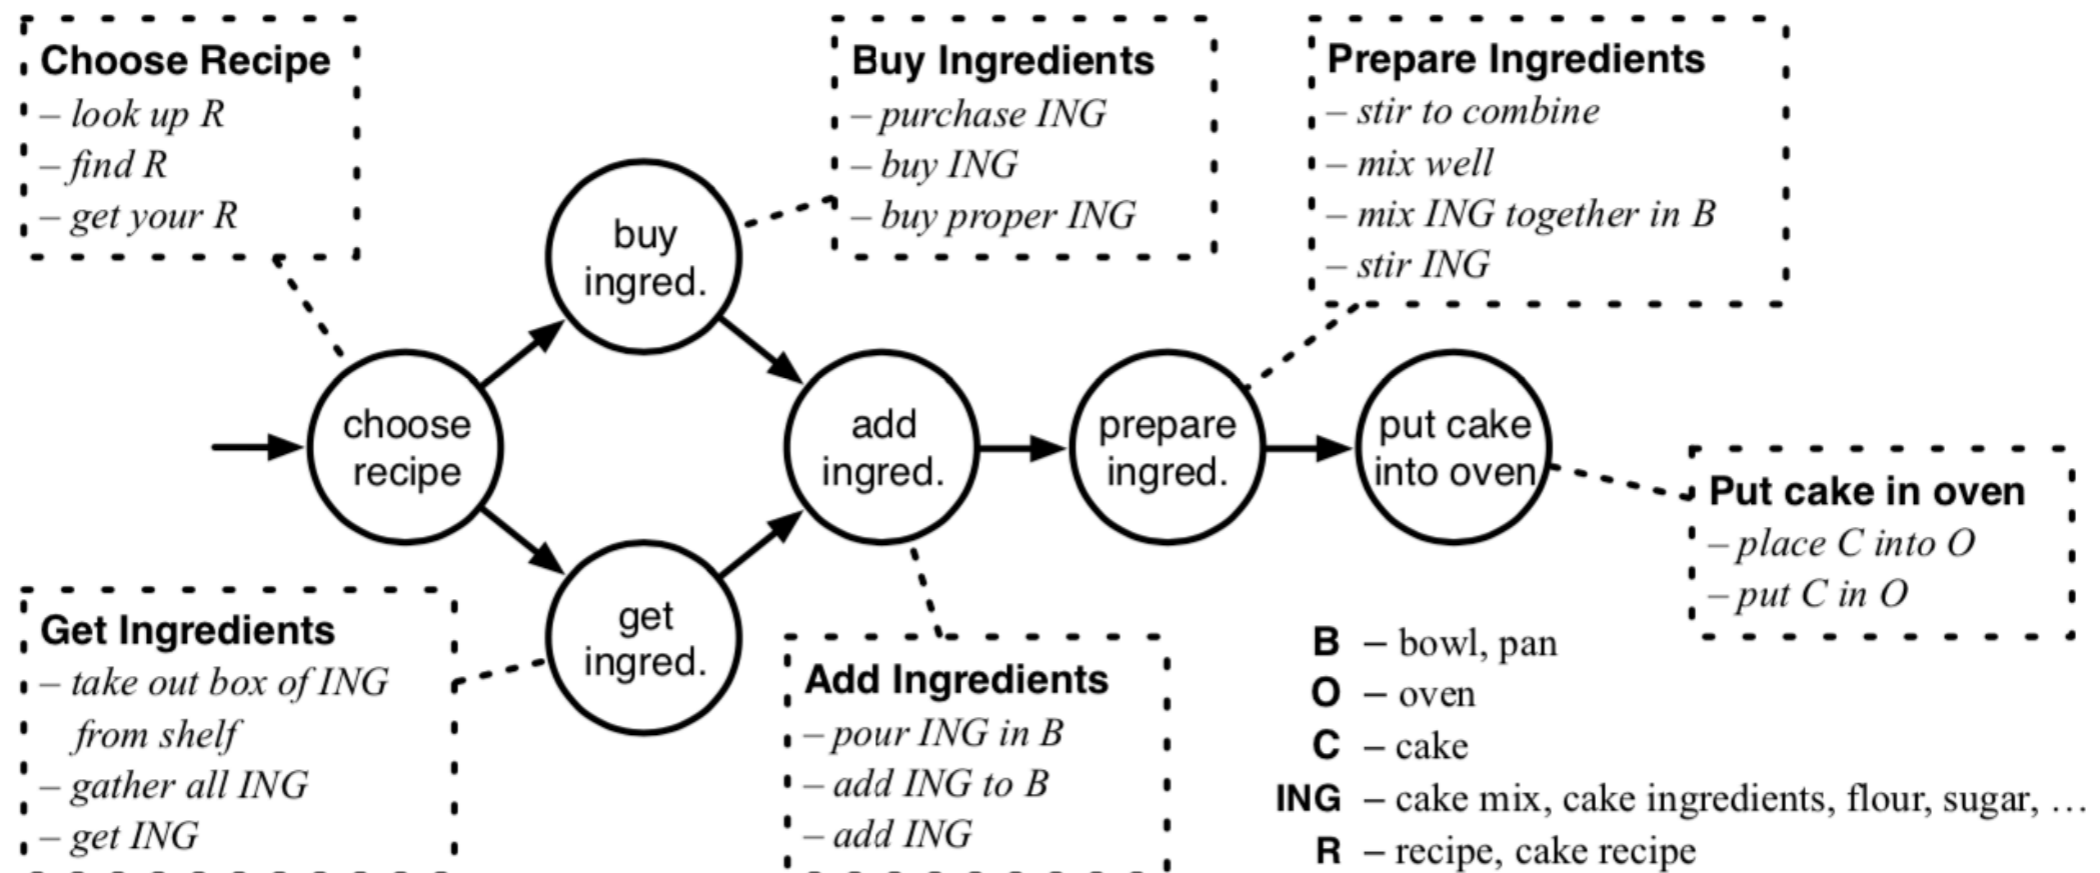 Choose Recipe
– look up R
– find R
– get your R
Buy Ingredients
– purchase ING
– buy ING
– buy proper ING
Prepare Ingredients
– stir to combine
– mix well
– mix ING together in B
– stir ING
buy
ingred.
choose
recipe
add
ingred.
prepare
ingred.
put cake
into oven
get
ingred.
Put cake in oven
– place C into O
– put C in O
Get Ingredients
– take out box of ING
from shelf
– gather all ING
– get ING
Add Ingredients
– pour ING in B
– add ING to B
– add ING
B – bowl, pan
O – oven
C – cake
ING – cake mix, cake ingredients, flour, sugar, …
R – recipe, cake recipe